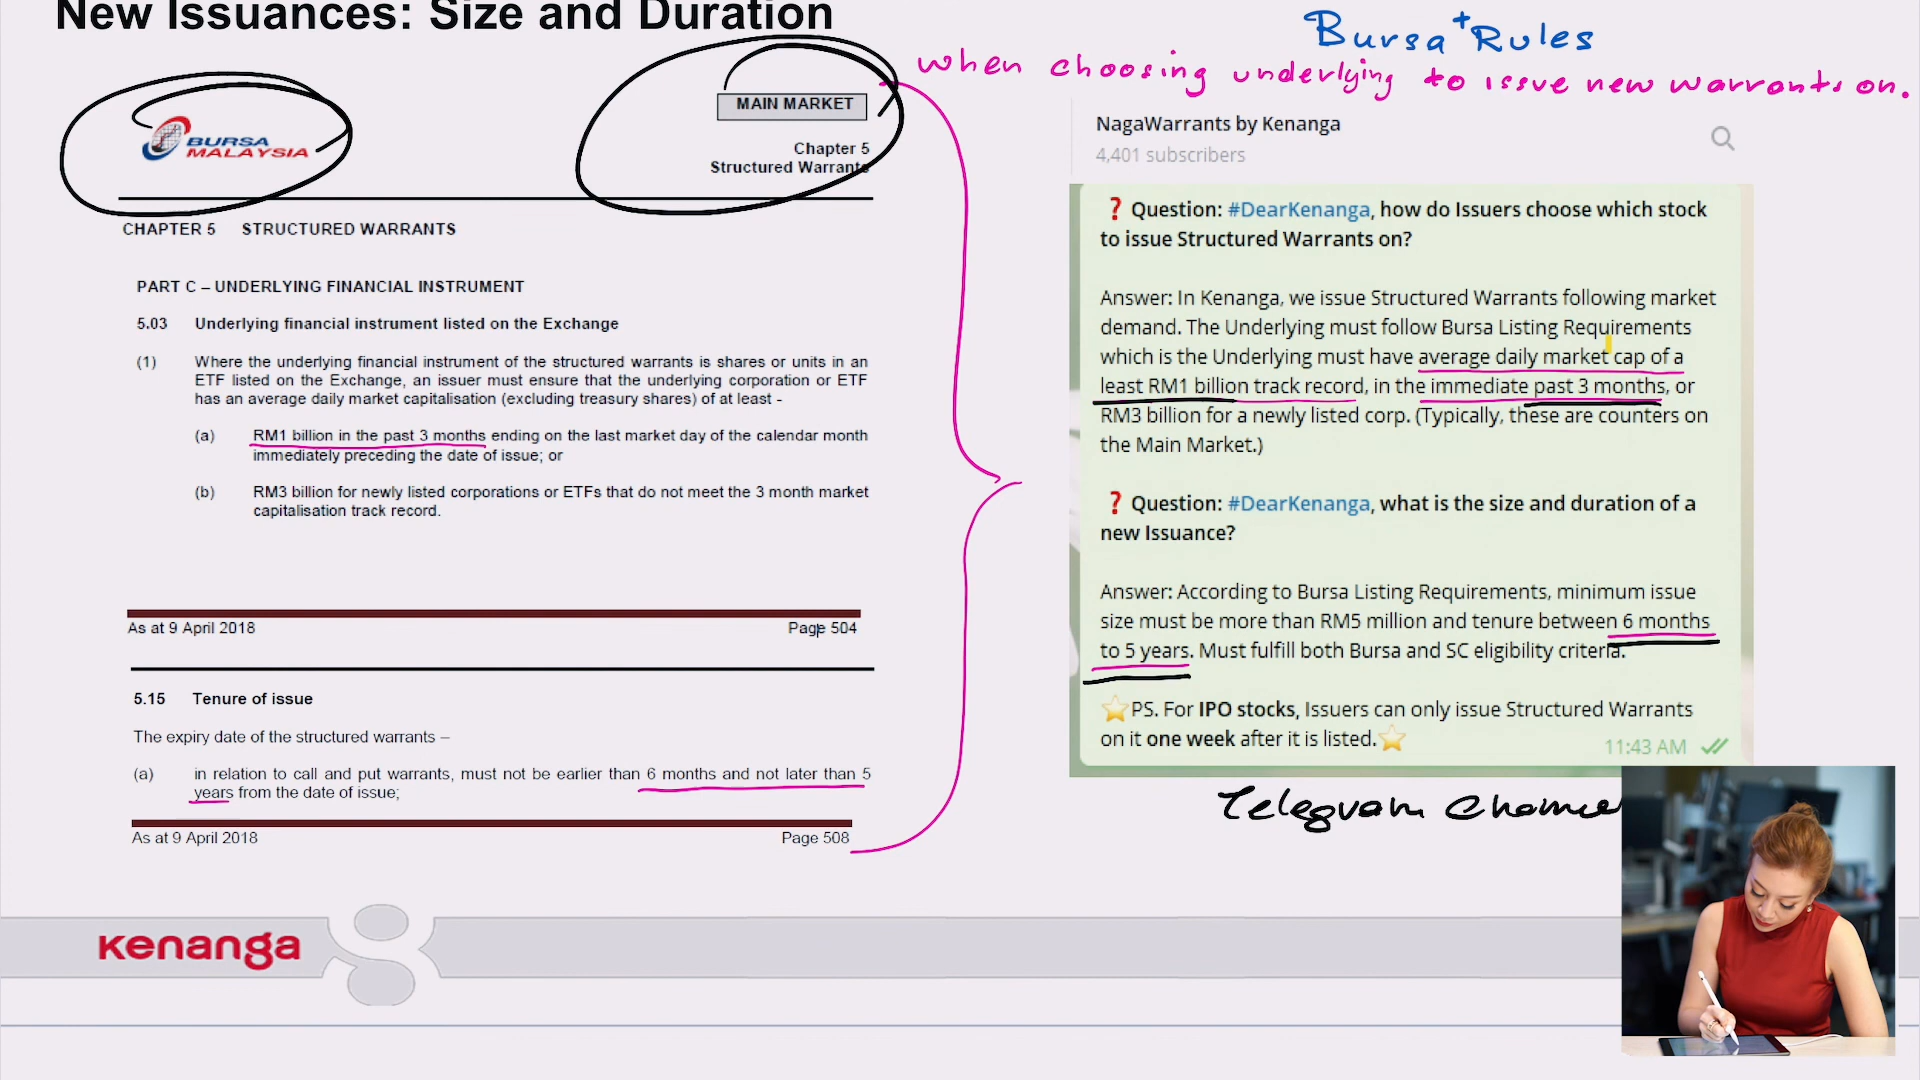 New Issuances: Size and Duration
Bursa + Rules
when choosing underlying to issue new warrants on.
BURSA
MALAYSIA
MAIN MARKET
Chapter 5
Structured Warrants
CHAPTER 5 STRUCTURED WARRANTS
PART C – UNDERLYING FINANCIAL INSTRUMENT
5.03 Underlying financial instrument listed on the Exchange
(1) Where the underlying financial instrument of the structured warrants is shares or units in an
ETF listed on the Exchange, an issuer must ensure that the underlying corporation or ETF
has an average daily market capitalisation (excluding treasury shares) of at least -
(a) RM1 billion in the past 3 months ending on the last market day of the calendar month
immediately preceding the date of issue; or
(b) RM3 billion for newly listed corporations or ETFs that do not meet the 3 month market
capitalisation track record.
As at 9 April 2018 Page 504
5.15 Tenure of issue
The expiry date of the structured warrants –
(a) in relation to call and put warrants, must not be earlier than 6 months and not later than 5
years from the date of issue;
As at 9 April 2018 Page 508
NagaWarrants by Kenanga
4,401 subscribers
❓ Question: #DearKenanga, how do Issuers choose which stock
to issue Structured Warrants on?
Answer: In Kenanga, we issue Structured Warrants following market
demand. The Underlying must follow Bursa Listing Requirements
which is the Underlying must have average daily market cap of a
least RM1 billion track record, in the immediate past 3 months, or
RM3 billion for a newly listed corp. (Typically, these are counters on
the Main Market.)
❓ Question: #DearKenanga, what is the size and duration of a
new Issuance?
Answer: According to Bursa Listing Requirements, minimum issue
size must be more than RM5 million and tenure between 6 months
to 5 years. Must fulfill both Bursa and SC eligibility criteria.
⭐PS. For IPO stocks, Issuers can only issue Structured Warrants
on it one week after it is listed.⭐
11:43 AM
Telegram Channe
kenanga